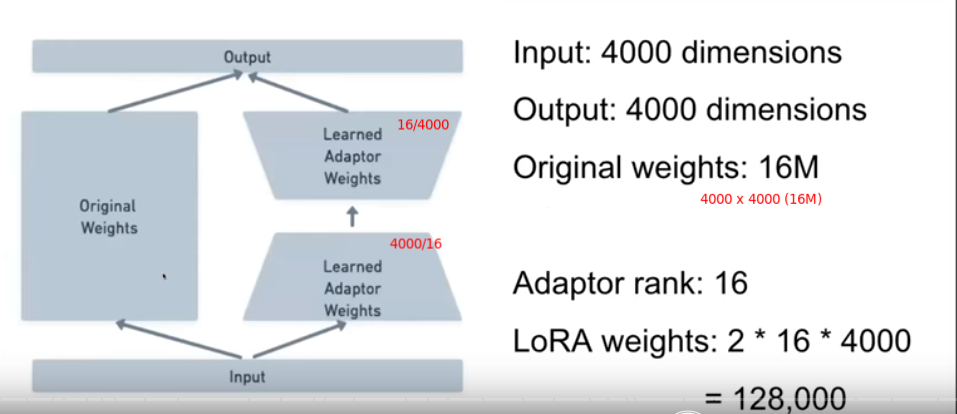 Output
Original
Weights
16/4000
Learned
Adaptor
Weights
4000/16
Learned
Adaptor
Weights
Input
Input: 4000 dimensions
Output: 4000 dimensions
Original weights: 16M
4000 x 4000 (16M)
Adaptor rank: 16
LoRA weights: 2 * 16 * 4000
= 128,000